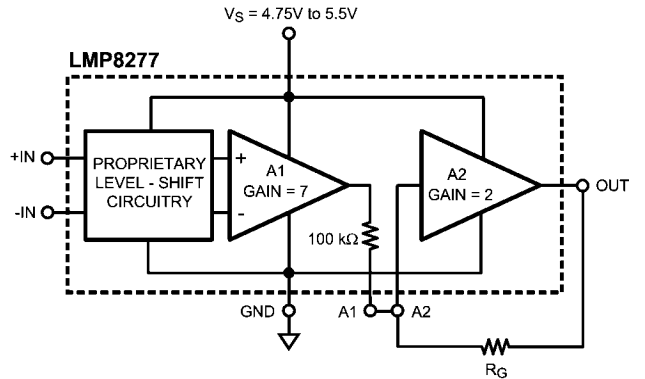 V_S = 4.75V to 5.5V
LMP8277
+IN
-IN
PROPRIETARY
LEVEL - SHIFT
CIRCUITRY
+
-
A1
GAIN = 7
A2
GAIN = 2
OUT
100 kΩ
GND
A1
A2
R_G